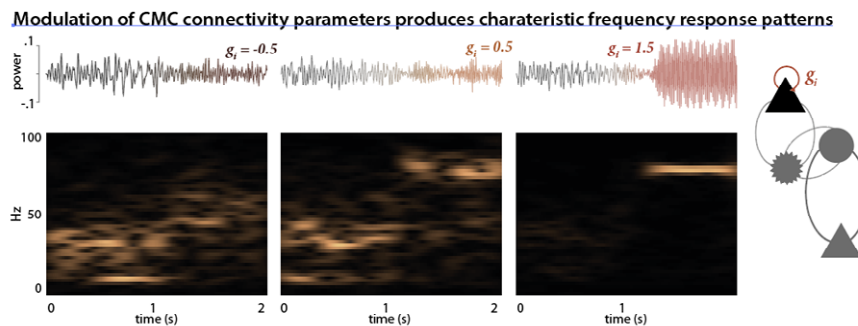 Modulation of CMC connectivity parameters produces charateristic frequency response patterns
.1
power
-.1
gi = -0.5
gi = 0.5
gi = 1.5
gi
100
Hz
50
0
0 1 2
time (s)
0 1 2
time (s)
0 1
time (s)